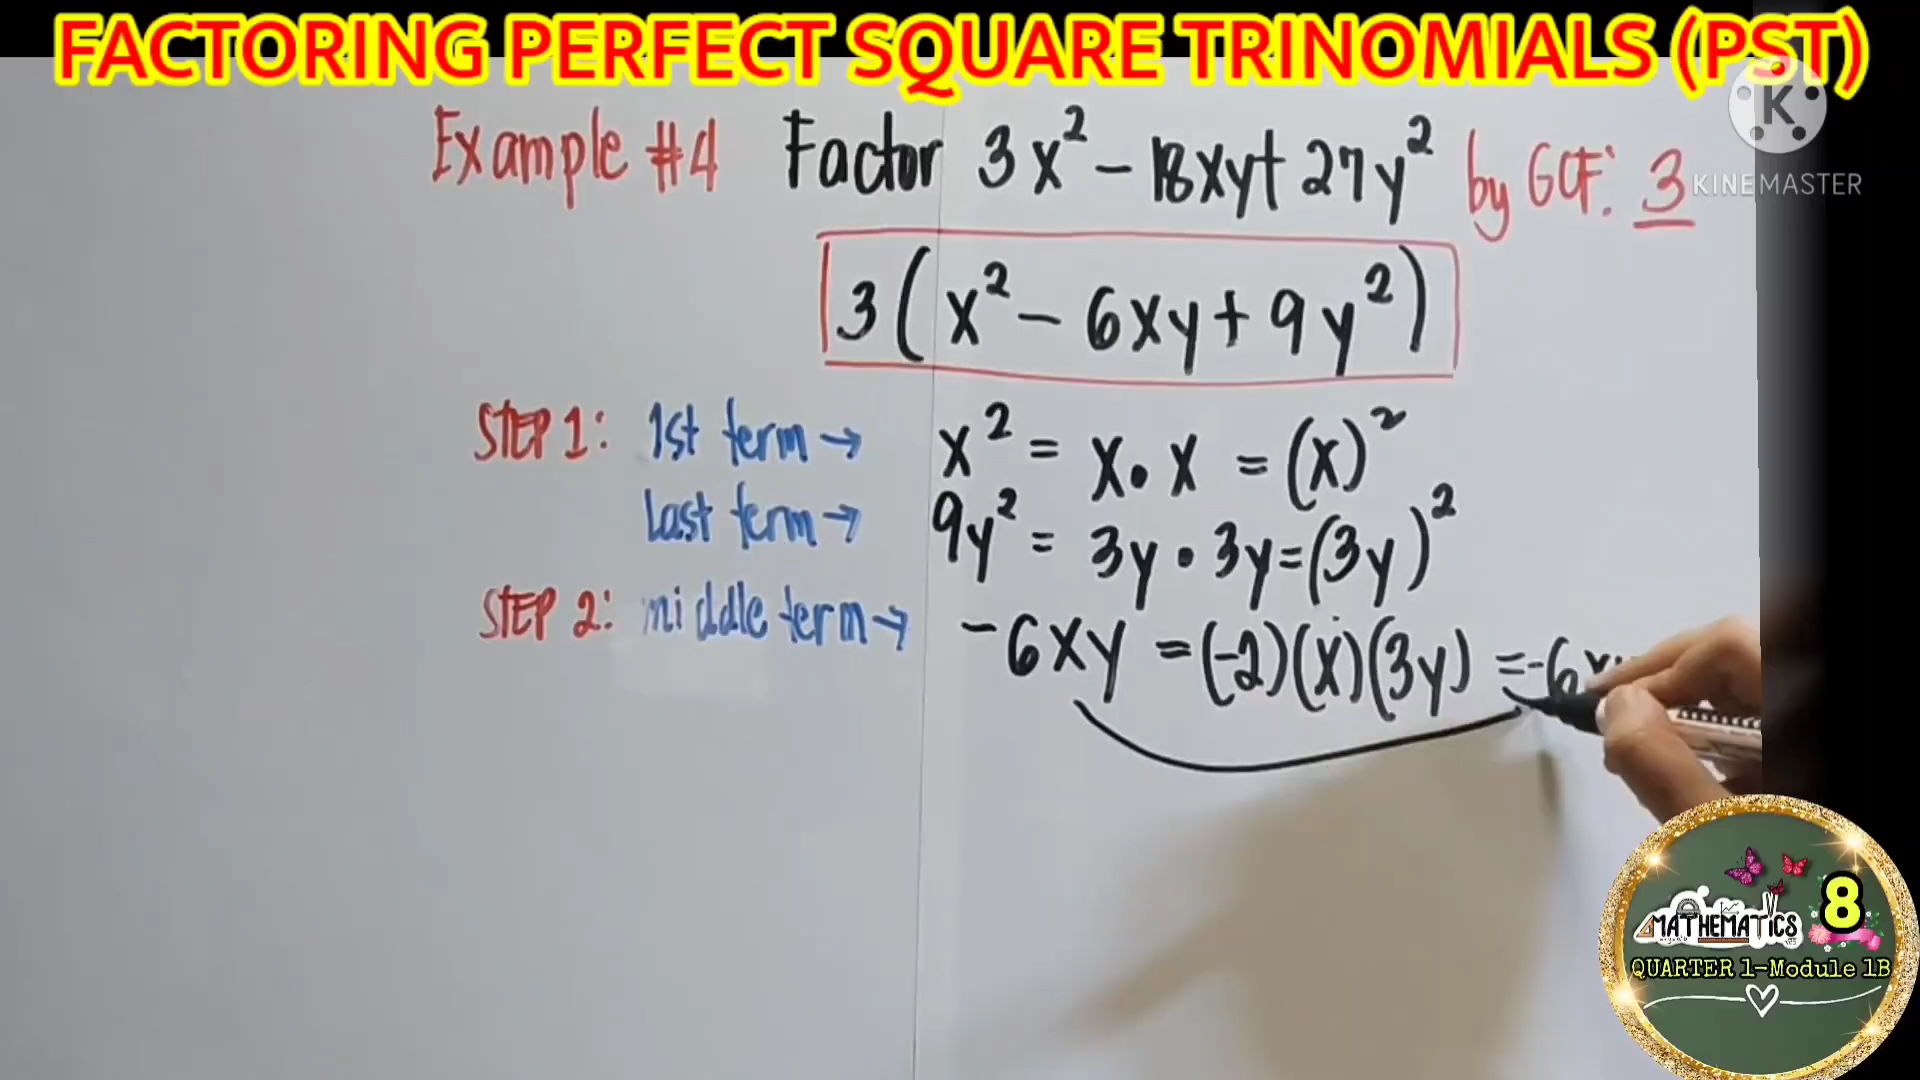 FACTORING PERFECT SQUARE TRINOMIALS (PST)
Example #4 Factor 3x² - 18xy + 27y² by GCF: 3
KINEMASTER
3(x² - 6xy + 9y²)
STEP 1: 1st term → x² = x • x = (x)²
last term → 9y² = 3y • 3y = (3y)²
STEP 2: middle term → -6xy = (-2)(x)(3y) = -6x
MATHEMATICS 8
QUARTER 1-Module 1B